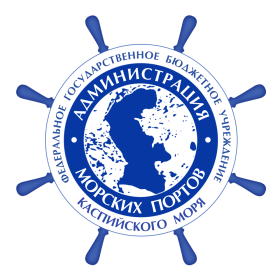 ФЕДЕРАЛЬНОЕ ГОСУДАРСТВЕННОЕ БЮДЖЕТНОЕ УЧРЕЖДЕНИЕ
АДМИНИСТРАЦИЯ
МОРСКИХ ПОРТОВ
КАСПИЙСКОГО МОРЯ